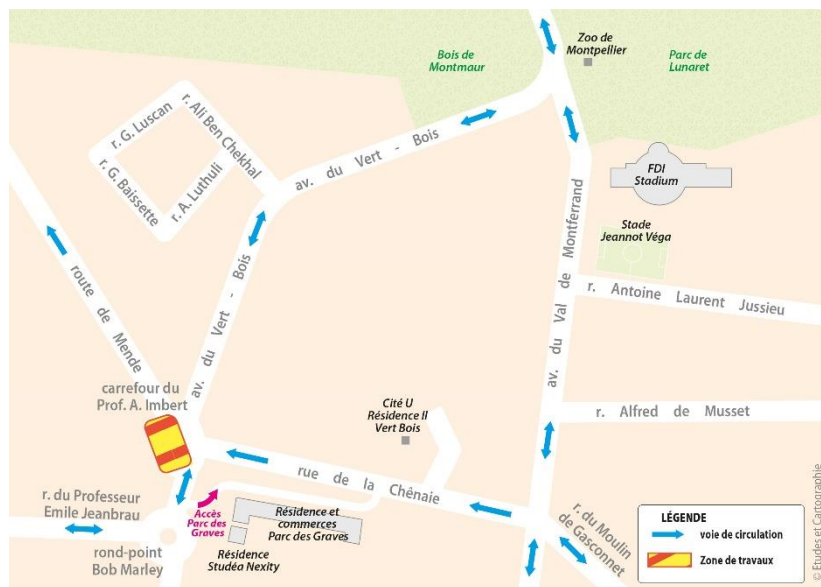 Bois de
Montmaur
Zoo de
Montpellier
Parc de
Lunaret
r. G. Luscan
r. Ali Ben Chekhal
r. G. Baissette
r. A. Luthuli
av. du Vert - Bois
FDI
Stadium
Stade
Jeannot Véga
av. du Vert - Bois
route de Mende
av. du Val de Montferrand
r. Antoine Laurent Jussieu
carrefour du
Prof. A. Imbert
Cité U
Résidence II
Vert Bois
r. Alfred de Musset
rue de la Chênaie
r. du Professeur
Emile Jeanbrau
Accès
Parc des
Graves
Résidence et
commerces
Parc des Graves
rond-point
Bob Marley
Résidence
Studéa Nexity
r. du Moulin
de Gasconnet
LÉGENDE
voie de circulation
Zone de travaux
© Etudes et Cartographie